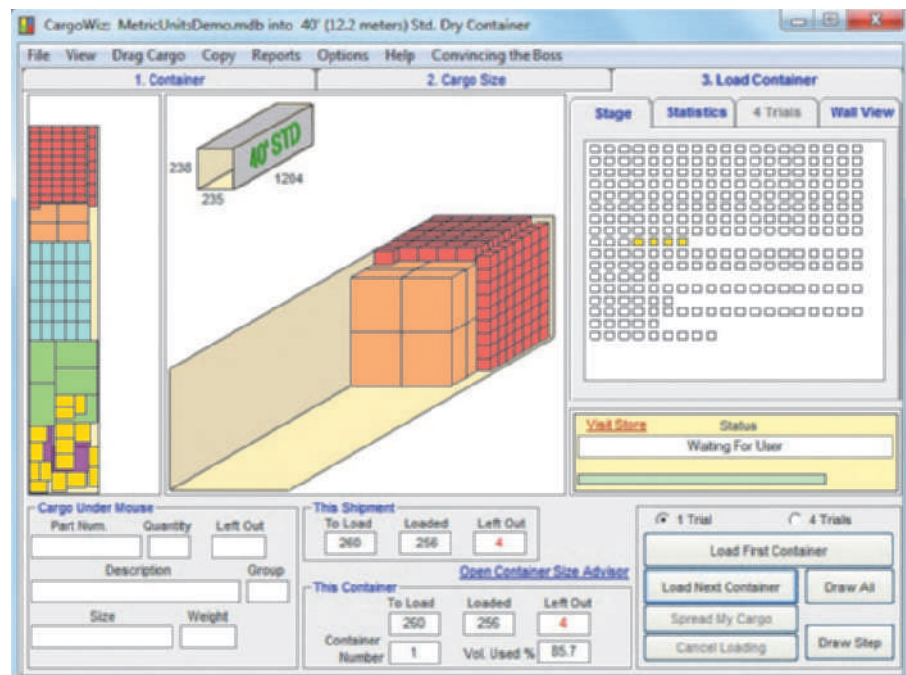 CargoWiz: MetricUnitsDemo.mdb into 40' (12.2 meters) Std. Dry Container
File View Drag Cargo Copy Reports Options Help Convincing the Boss
1. Container 2. Cargo Size 3. Load Container
Stage Statistics 4 Trials Wall View
40' STD
238
235
1204
Visit Store Status
Waiting For User
Cargo Under Mouse
Part Num. Quantity Left Out
Description Group
Size Weight
This Shipment
To Load Loaded Left Out
260 256 4
Open Container Size Advisor
This Container
To Load Loaded Left Out
260 256 4
Container Number 1 Vol. Used % 85.7
1 Trial 4 Trials
Load First Container
Load Next Container Draw All
Spread My Cargo
Cancel Loading Draw Step